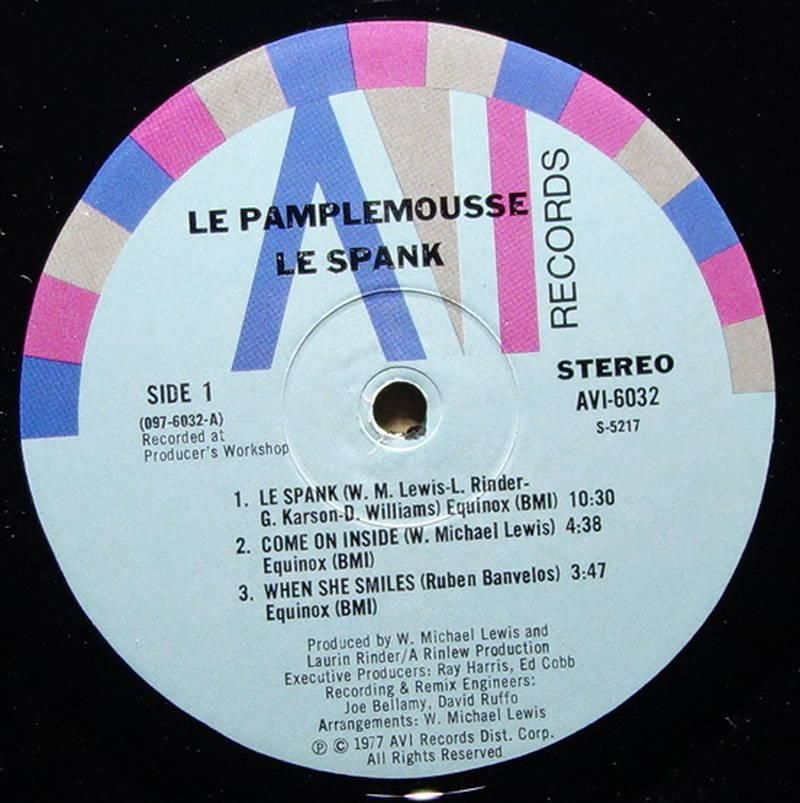 AVI
RECORDS
LE PAMPLEMOUSSE
LE SPANK
STEREO
AVI-6032
S-5217
SIDE 1
(097-6032-A)
Recorded at
Producer's Workshop
1. LE SPANK (W. M. Lewis-L. Rinder-
G. Karson-D. Williams) Equinox (BMI) 10:30
2. COME ON INSIDE (W. Michael Lewis) 4:38
Equinox (BMI)
3. WHEN SHE SMILES (Ruben Banvelos) 3:47
Equinox (BMI)
Produced by W. Michael Lewis and
Laurin Rinder/A Rinlew Production
Executive Producers: Ray Harris, Ed Cobb
Recording & Remix Engineers:
Joe Bellamy, David Ruffo
Arrangements: W. Michael Lewis
℗ © 1977 AVI Records Dist. Corp.
All Rights Reserved